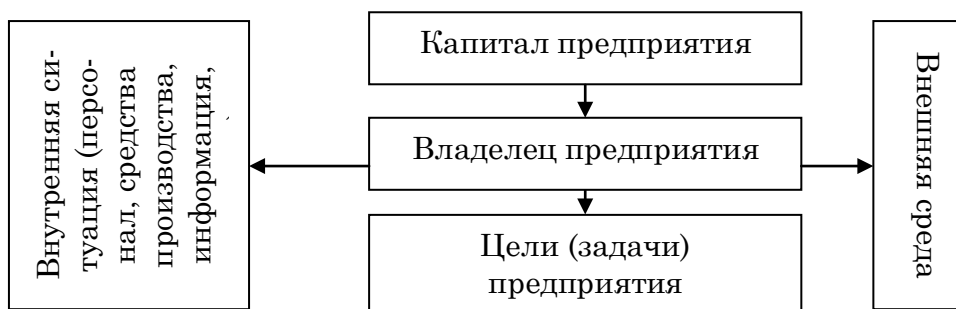 Внутренняя си-
туация (персо-
нал, средства
производства,
информация,
Капитал предприятия
Владелец предприятия
Цели (задачи)
предприятия
Внешняя среда